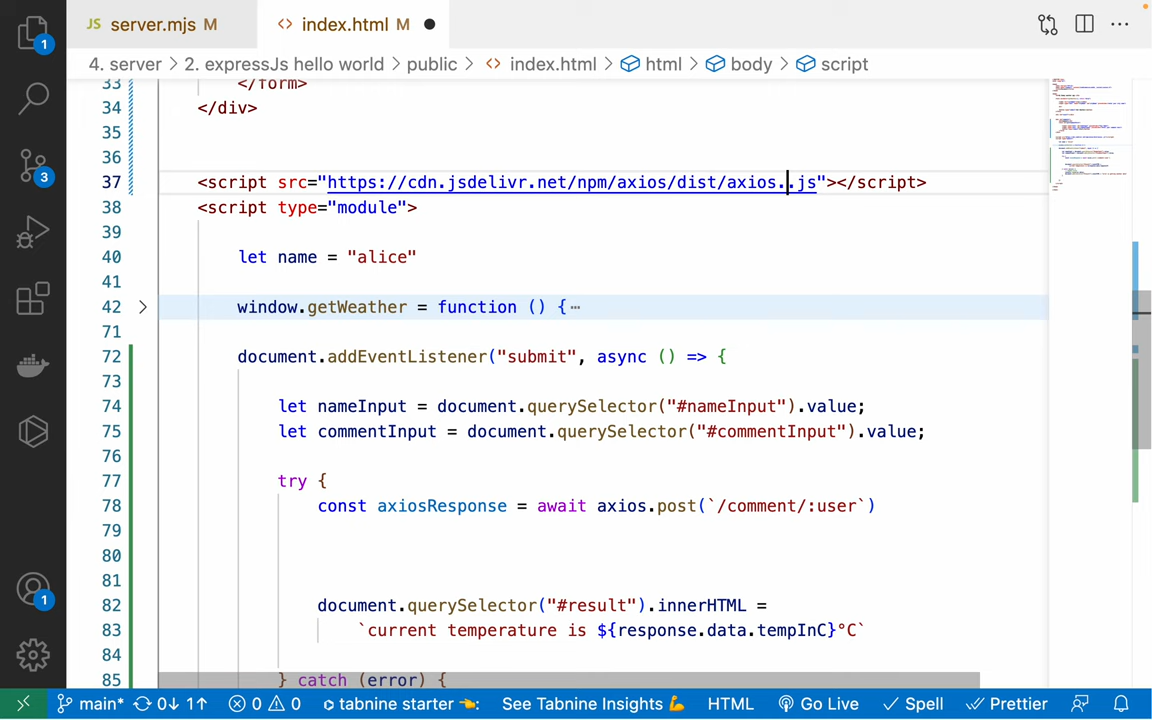 JS server.mjs M
<> index.html M
4. server > 2. expressJs hello world > public > <> index.html > html > body > script
33 </form>
34 </div>
35
36
37 <script src="https://cdn.jsdelivr.net/npm/axios/dist/axios..js"></script>
38 <script type="module">
39
40 let name = "alice"
41
42 window.getWeather = function () {…
71
72 document.addEventListener("submit", async () => {
73
74 let nameInput = document.querySelector("#nameInput").value;
75 let commentInput = document.querySelector("#commentInput").value;
76
77 try {
78 const axiosResponse = await axios.post(`/comment/:user`)
79
80
81
82 document.querySelector("#result").innerHTML =
83 `current temperature is ${response.data.tempInC}°C`
84
85 } catch (error) {
1
3
1
main* 0↓ 1↑ 0 0 tabnine starter 👈: See Tabnine Insights 💪 HTML Go Live Spell Prettier